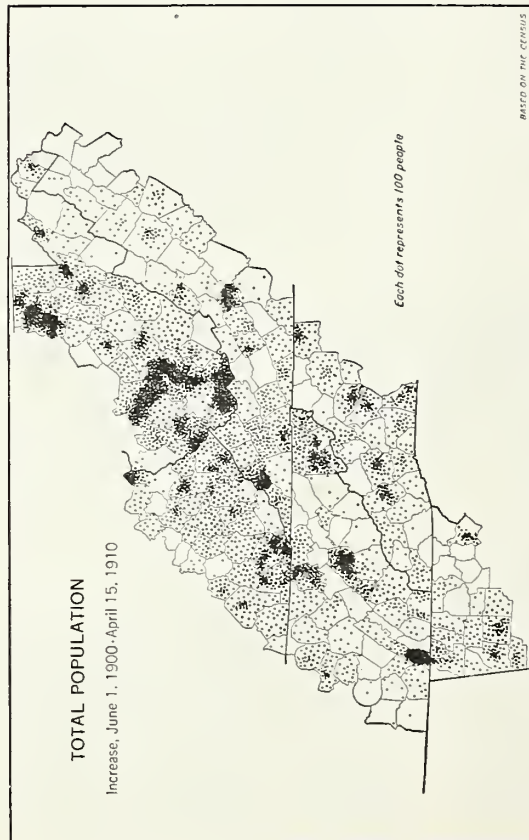 TOTAL POPULATION
Increase, June 1, 1900-April 15, 1910
Each dot represents 100 people
BASED ON THE CENSUS